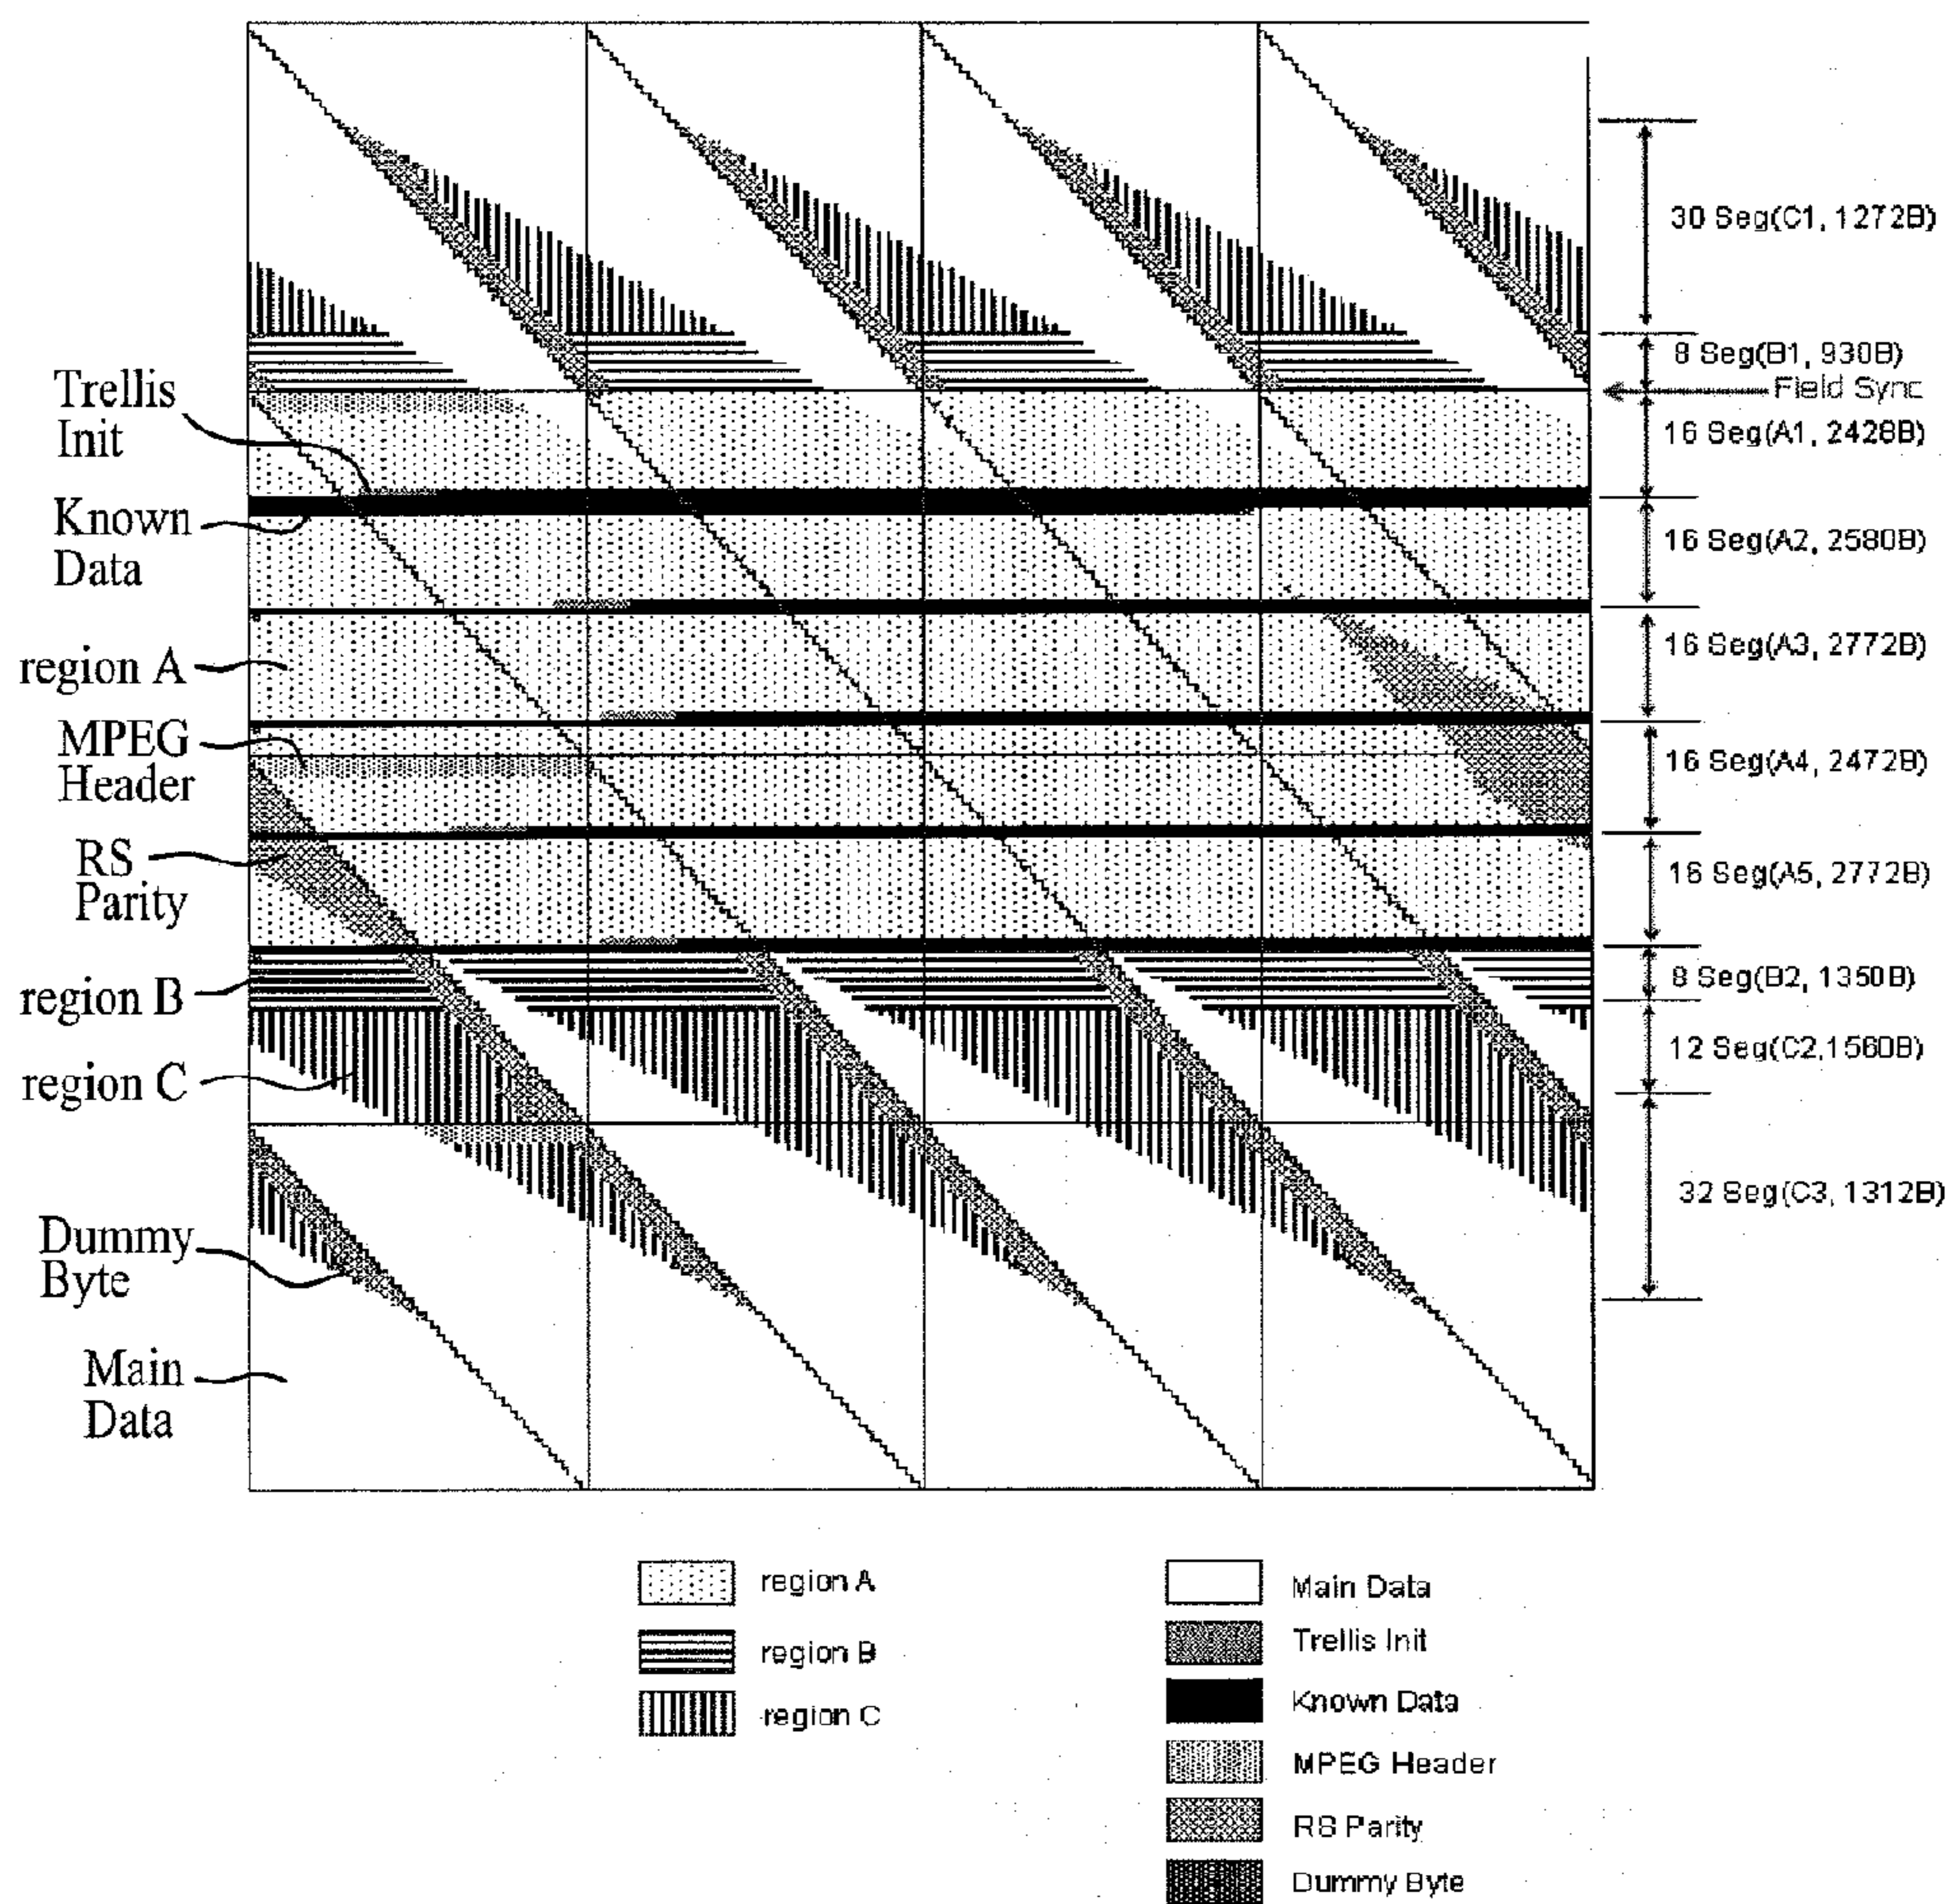 30 Seg(C1, 1272B)
8 Seg(B1, 930B)
Field Sync
16 Seg(A1, 2428B)
16 Seg(A2, 2580B)
16 Seg(A3, 2772B)
16 Seg(A4, 2472B)
16 Seg(A5, 2772B)
8 Seg(B2, 1350B)
12 Seg(C2,1560B)
32 Seg(C3, 1312B)
Trellis
Init
Known
Data
region A
MPEG
Header
RS
Parity
region B
region C
Dummy
Byte
Main
Data
region A
region B
region C
Main Data
Trellis Init
Known Data
MPEG Header
RS Parity
Dummy Byte